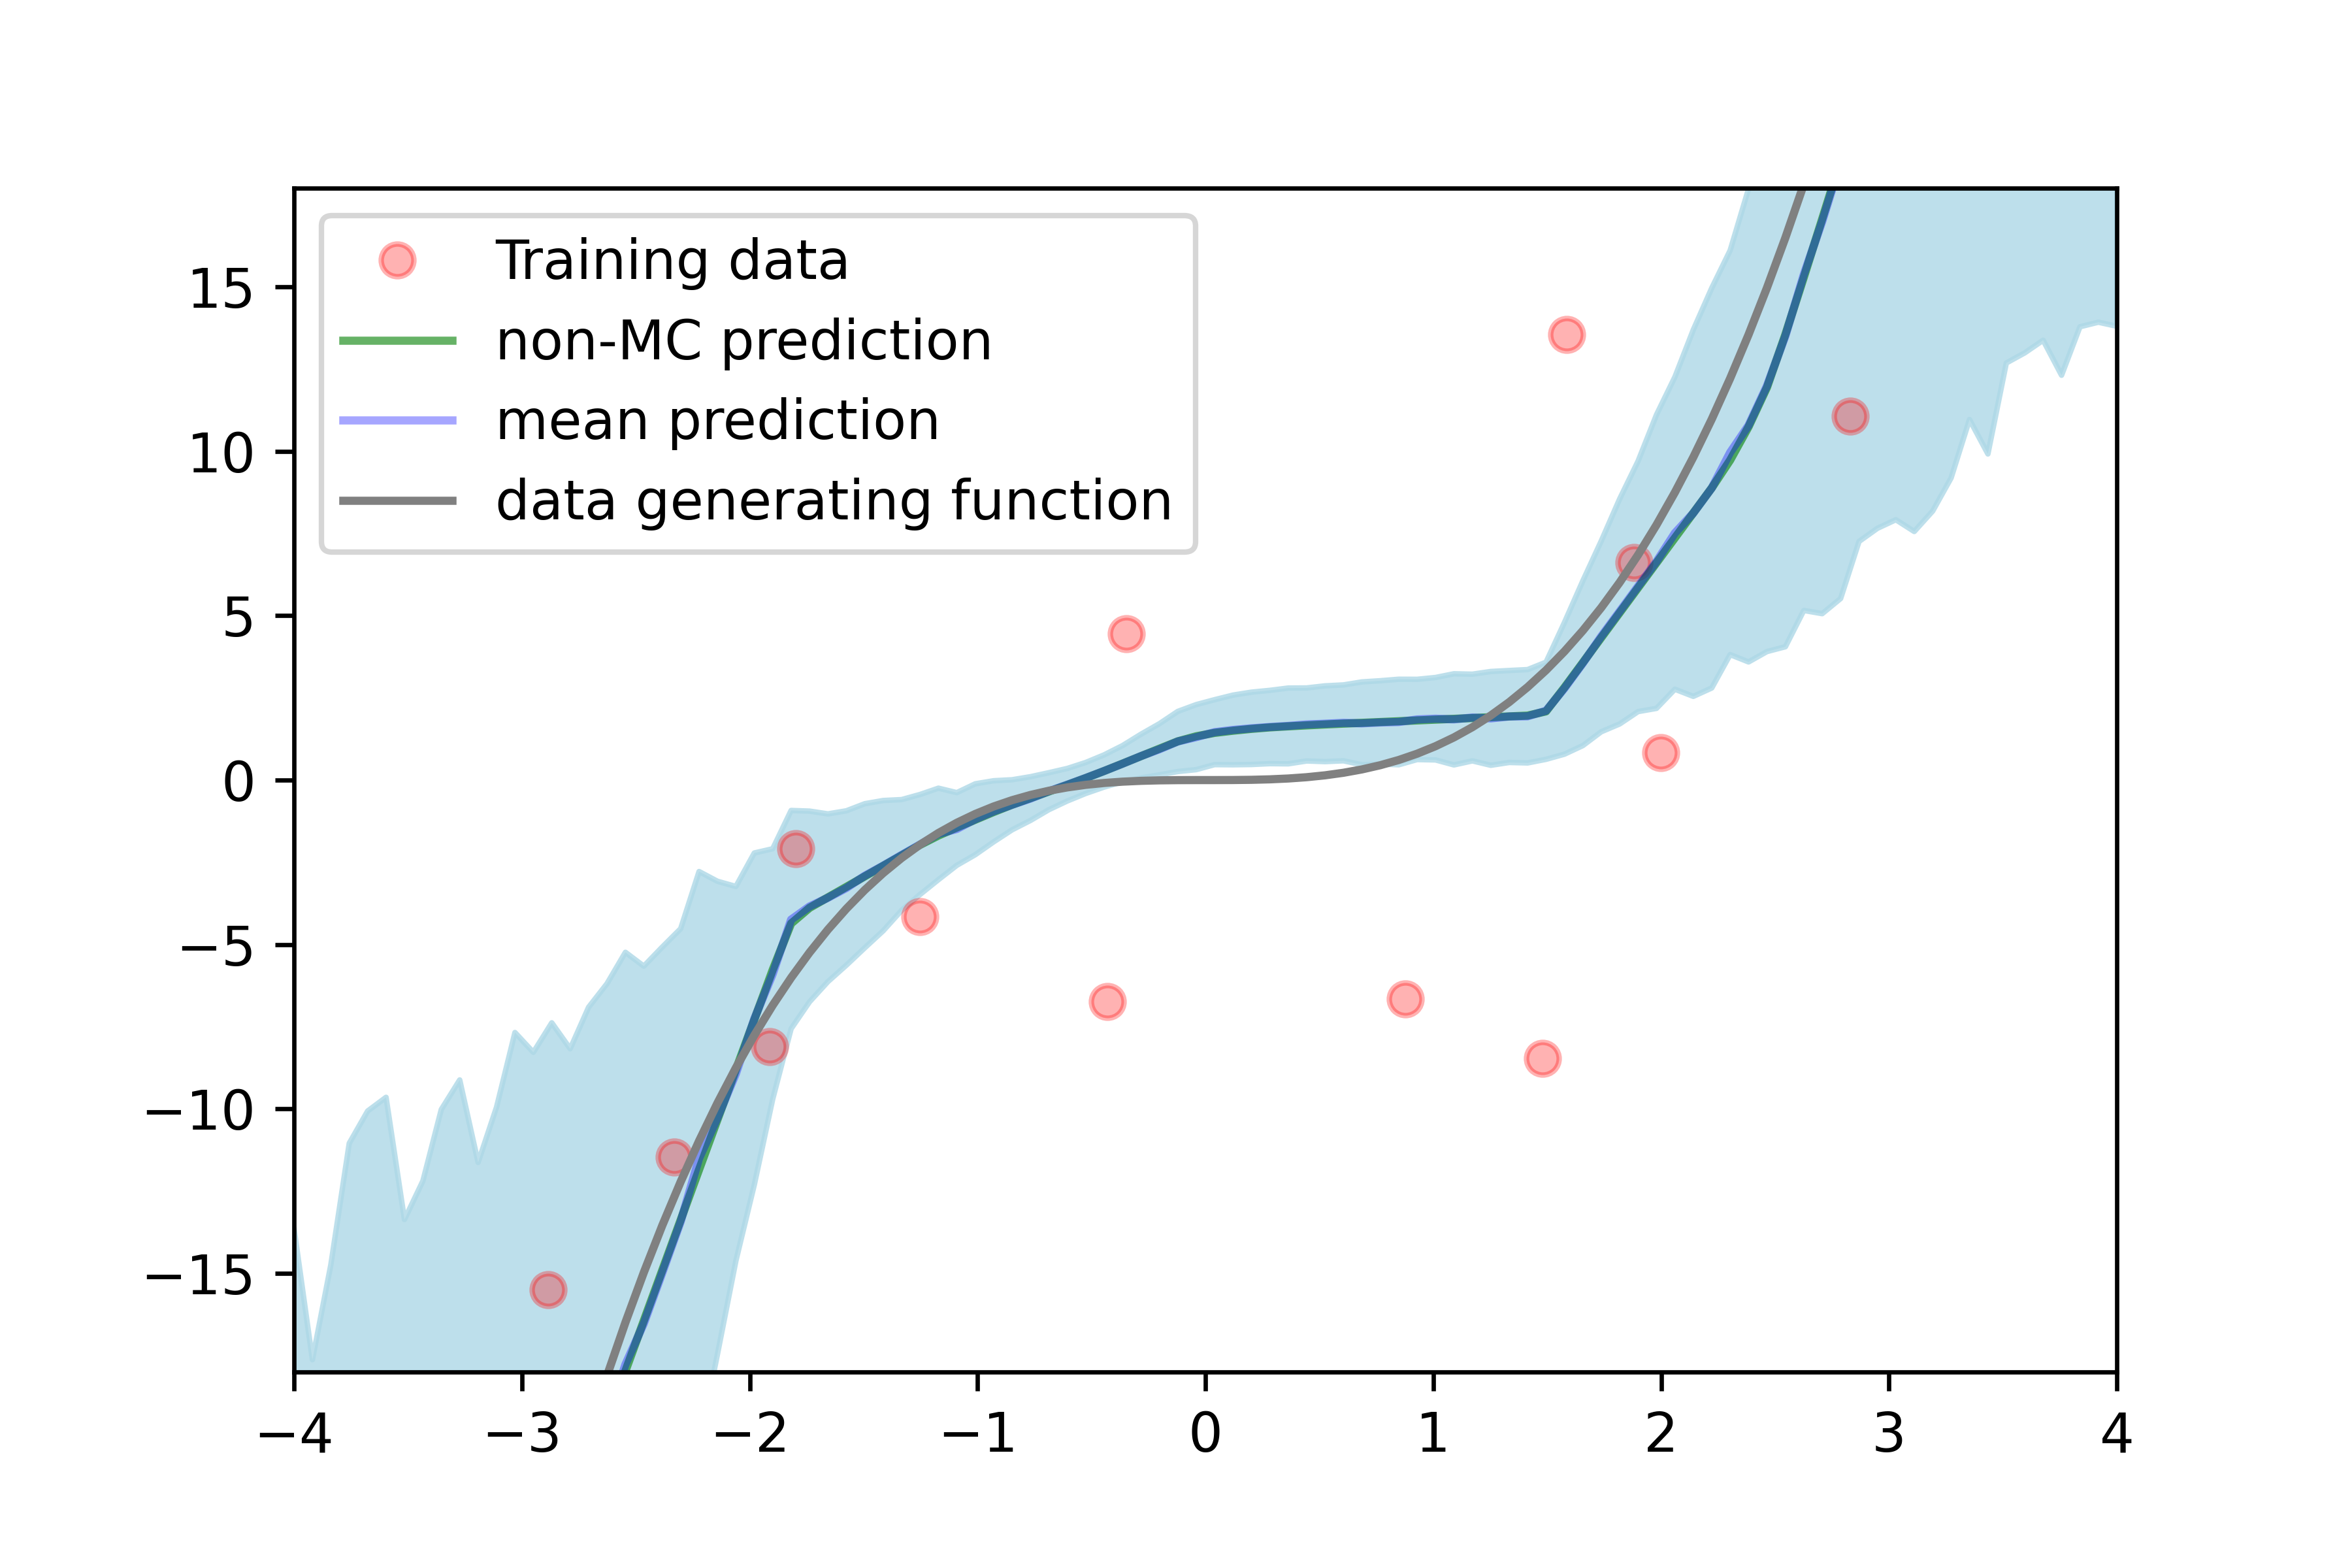 Training data
non-MC prediction
mean prediction
data generating function
15
10
5
0
−5
−10
−15
−4 −3 −2 −1 0 1 2 3 4